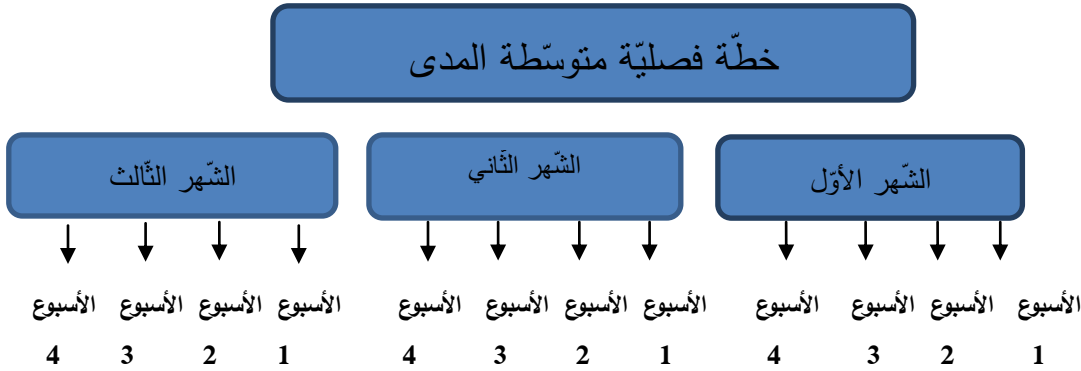 خطّة فصليّة متوسّطة المدى
الشّهر الأوّل الشّهر الثّاني الشّهر الثّالث
الأسبوع الأسبوع الأسبوع الأسبوع الأسبوع الأسبوع الأسبوع الأسبوع الأسبوع الأسبوع الأسبوع الأسبوع
1 2 3 4 1 2 3 4 1 2 3 4